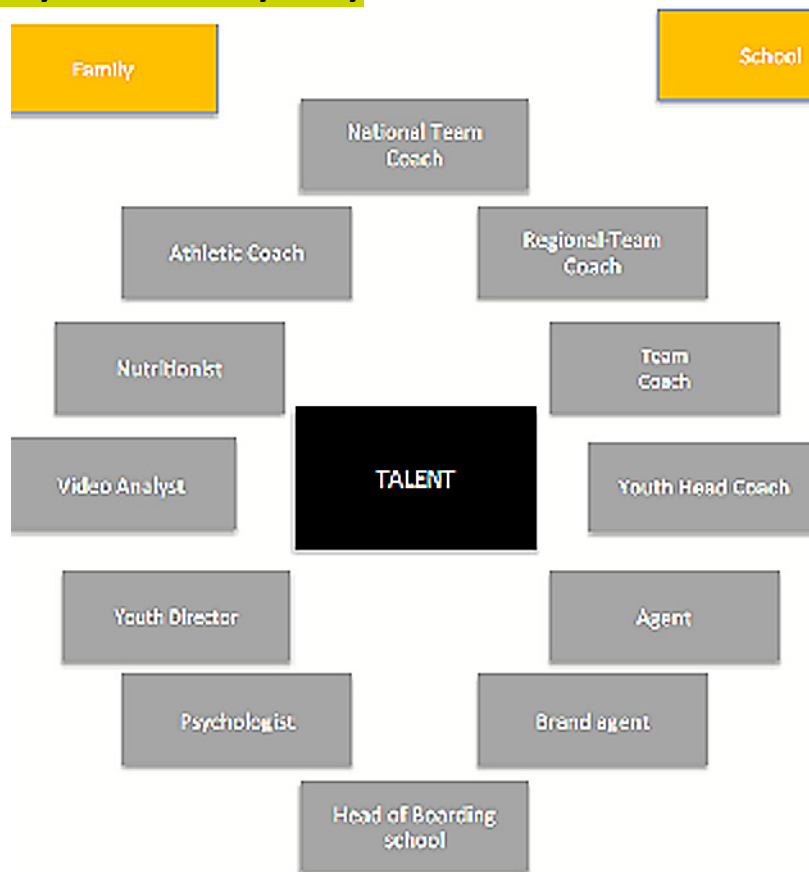 Family
School
National Team
Coach
Athletic Coach
Regional-Team
Coach
Nutritionist
Team
Coach
Video Analyst
TALENT
Youth Head Coach
Youth Director
Agent
Psychologist
Brand agent
Head of Boarding
school